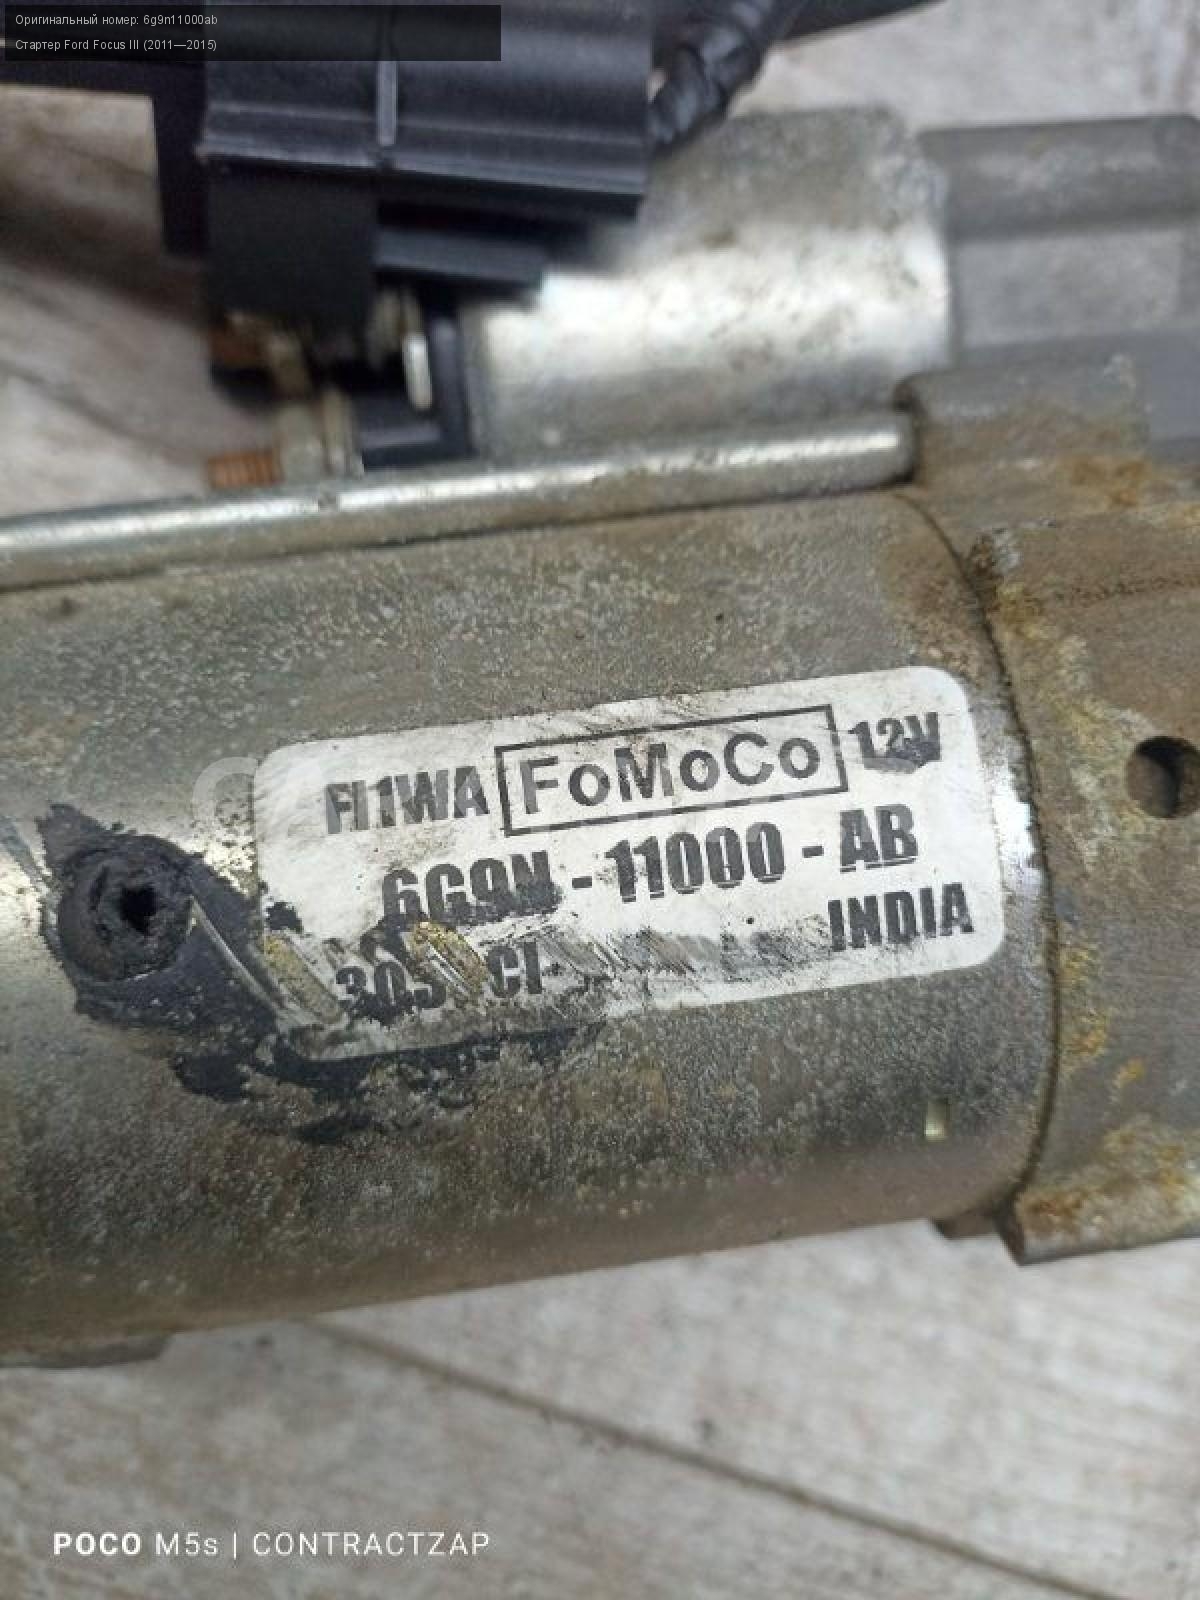 Оригинальный номер: 6g9n11000ab
Стартер Ford Focus III (2011—2015)
FI1WA FoMoCo 12V
6G9N - 11000 - AB
INDIA
POCO M5s | CONTRACTZAP